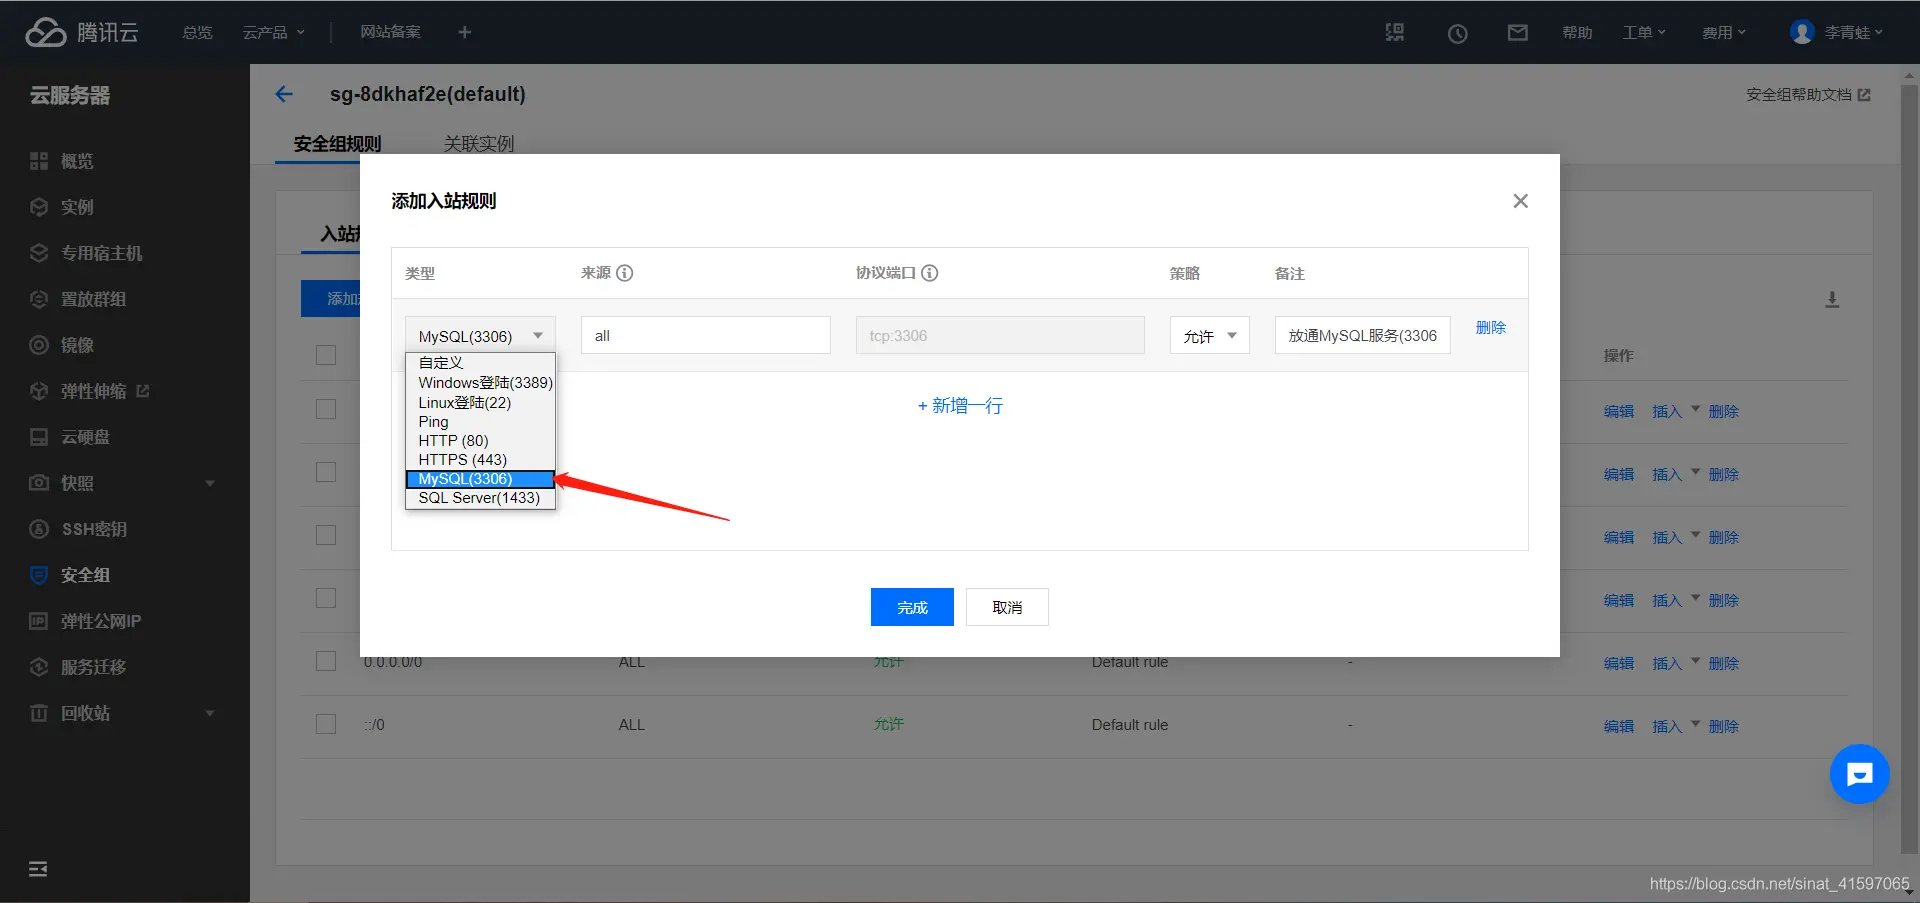 腾讯云 总览 云产品 网站备案 + 帮助 工单 费用 李青蛙
云服务器
概览
实例
专用宿主机
置放群组
镜像
弹性伸缩
云硬盘
快照
SSH密钥
安全组
弹性公网IP
服务迁移
回收站
sg-8dkhaf2e(default)
安全组帮助文档
安全组规则 关联实例
入站
添加
添加入站规则
类型 来源 协议端口 策略 备注
MySQL(3306) all tcp:3306 允许 放通MySQL服务(3306 删除
自定义
Windows登陆(3389)
Linux登陆(22)
Ping
HTTP (80)
HTTPS (443)
MySQL(3306)
SQL Server(1433)
+ 新增一行
完成 取消
操作
编辑 插入 删除
编辑 插入 删除
编辑 插入 删除
编辑 插入 删除
0.0.0.0/0 ALL 允许 Default rule - 编辑 插入 删除
::/0 ALL 允许 Default rule - 编辑 插入 删除
https://blog.csdn.net/sinat_41597065